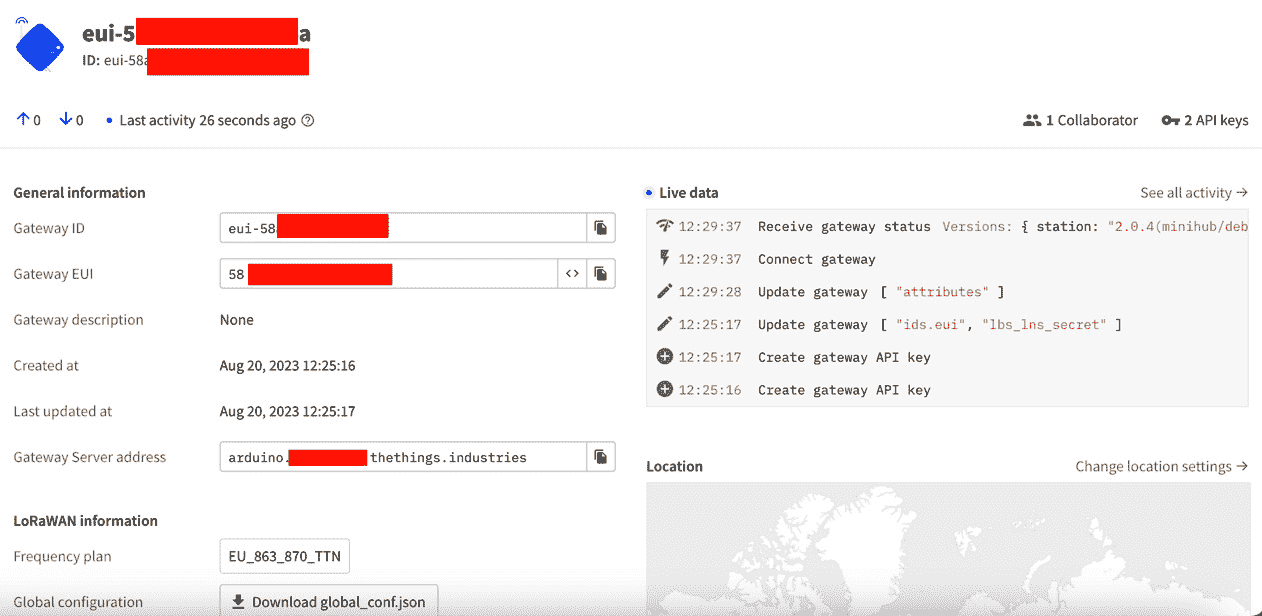 eui-5 a
ID: eui-58a
0 0 Last activity 26 seconds ago
1 Collaborator 2 API keys
General information
Gateway ID eui-58
Gateway EUI 58 <>
Gateway description None
Created at Aug 20, 2023 12:25:16
Last updated at Aug 20, 2023 12:25:17
Gateway Server address arduino. thethings.industries
LoRaWAN information
Frequency plan EU_863_870_TTN
Global configuration Download global_conf.json
Live data See all activity →
12:29:37 Receive gateway status Versions: { station: "2.0.4(minihub/deb
12:29:37 Connect gateway
12:29:28 Update gateway [ "attributes" ]
12:25:17 Update gateway [ "ids.eui", "lbs_lns_secret" ]
12:25:17 Create gateway API key
12:25:16 Create gateway API key
Location Change location settings →